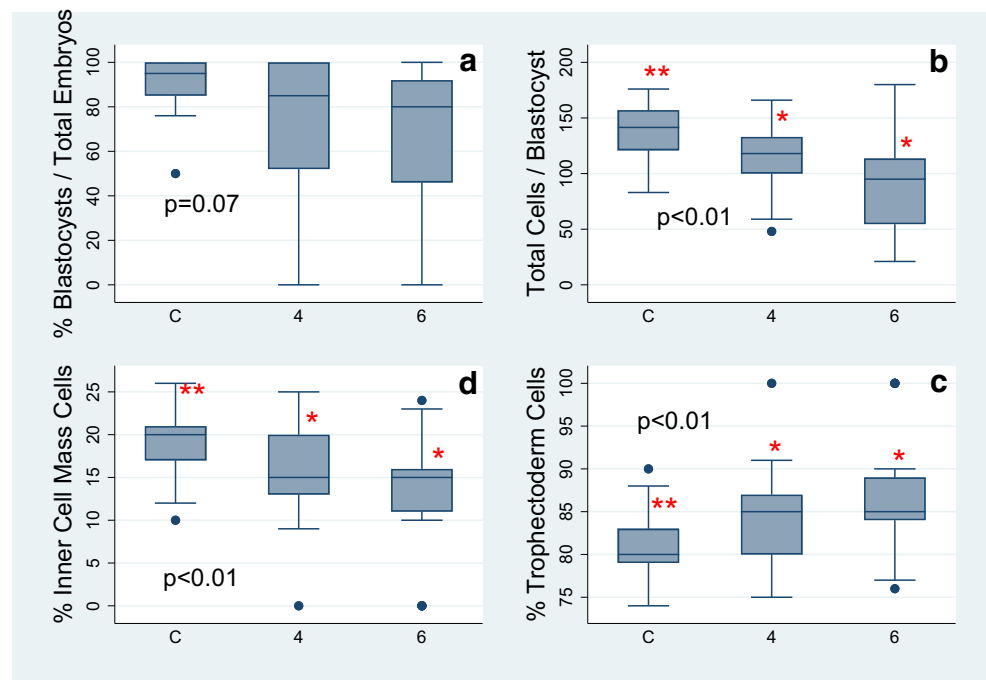 a
% Blastocysts / Total Embryos
100
80
60
40
20
0
p=0.07
C 4 6
b
Total Cells / Blastocyst
200
150
100
50
0
**
*
*
p<0.01
C 4 6
d
% Inner Cell Mass Cells
25
20
15
10
5
0
**
*
*
p<0.01
C 4 6
c
% Trophectoderm Cells
100
95
90
85
80
75
p<0.01
**
*
*
C 4 6